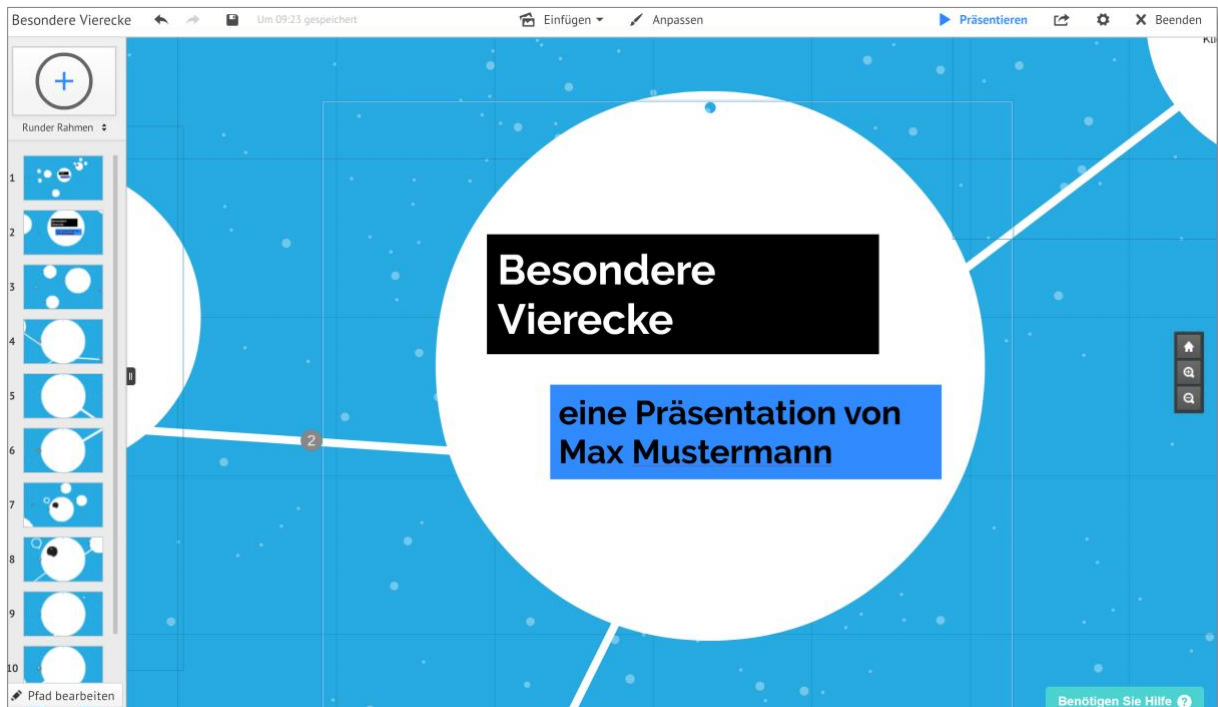 Besondere Vierecke
Um 09:23 gespeichert
Einfügen
Anpassen
Präsentieren
Beenden
Runder Rahmen
1
2
3
4
5
6
7
8
9
10
Pfad bearbeiten
Besondere
Vierecke
eine Präsentation von
Max Mustermann
2
Benötigen Sie Hilfe ?